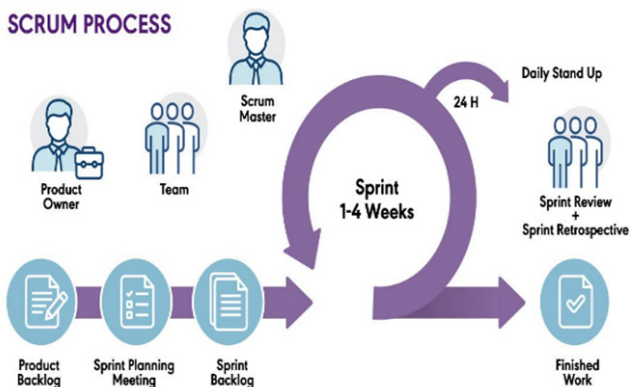 SCRUM PROCESS
Scrum
Master
Product
Owner
Team
Daily Stand Up
24 H
Sprint
1-4 Weeks
Sprint Review
+
Sprint Retrospective
Product
Backlog
Sprint Planning
Meeting
Sprint
Backlog
Finished
Work